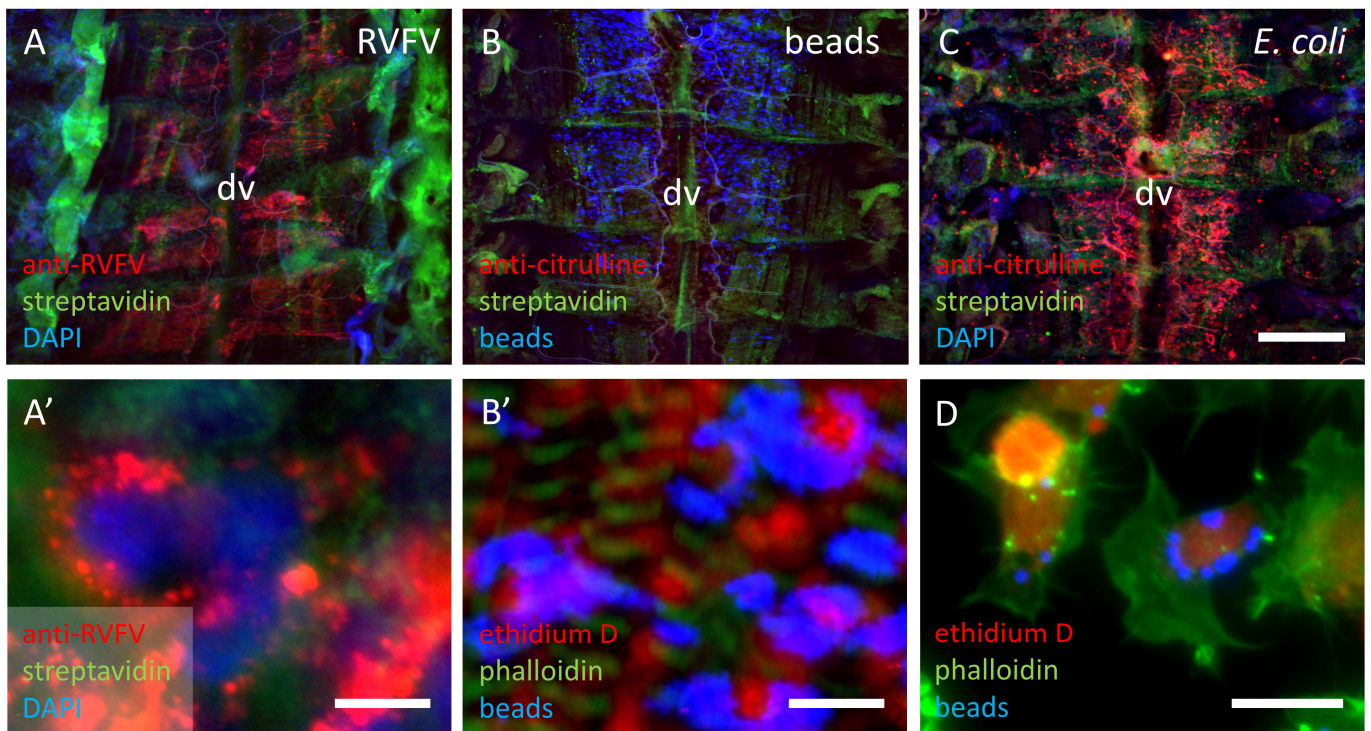 A
RVFV
dv
anti-RVFV
streptavidin
DAPI
B
beads
dv
anti-citrulline
streptavidin
beads
C
E. coli
dv
anti-citrulline
streptavidin
DAPI
A’
anti-RVFV
streptavidin
DAPI
B’
ethidium D
phalloidin
beads
D
ethidium D
phalloidin
beads